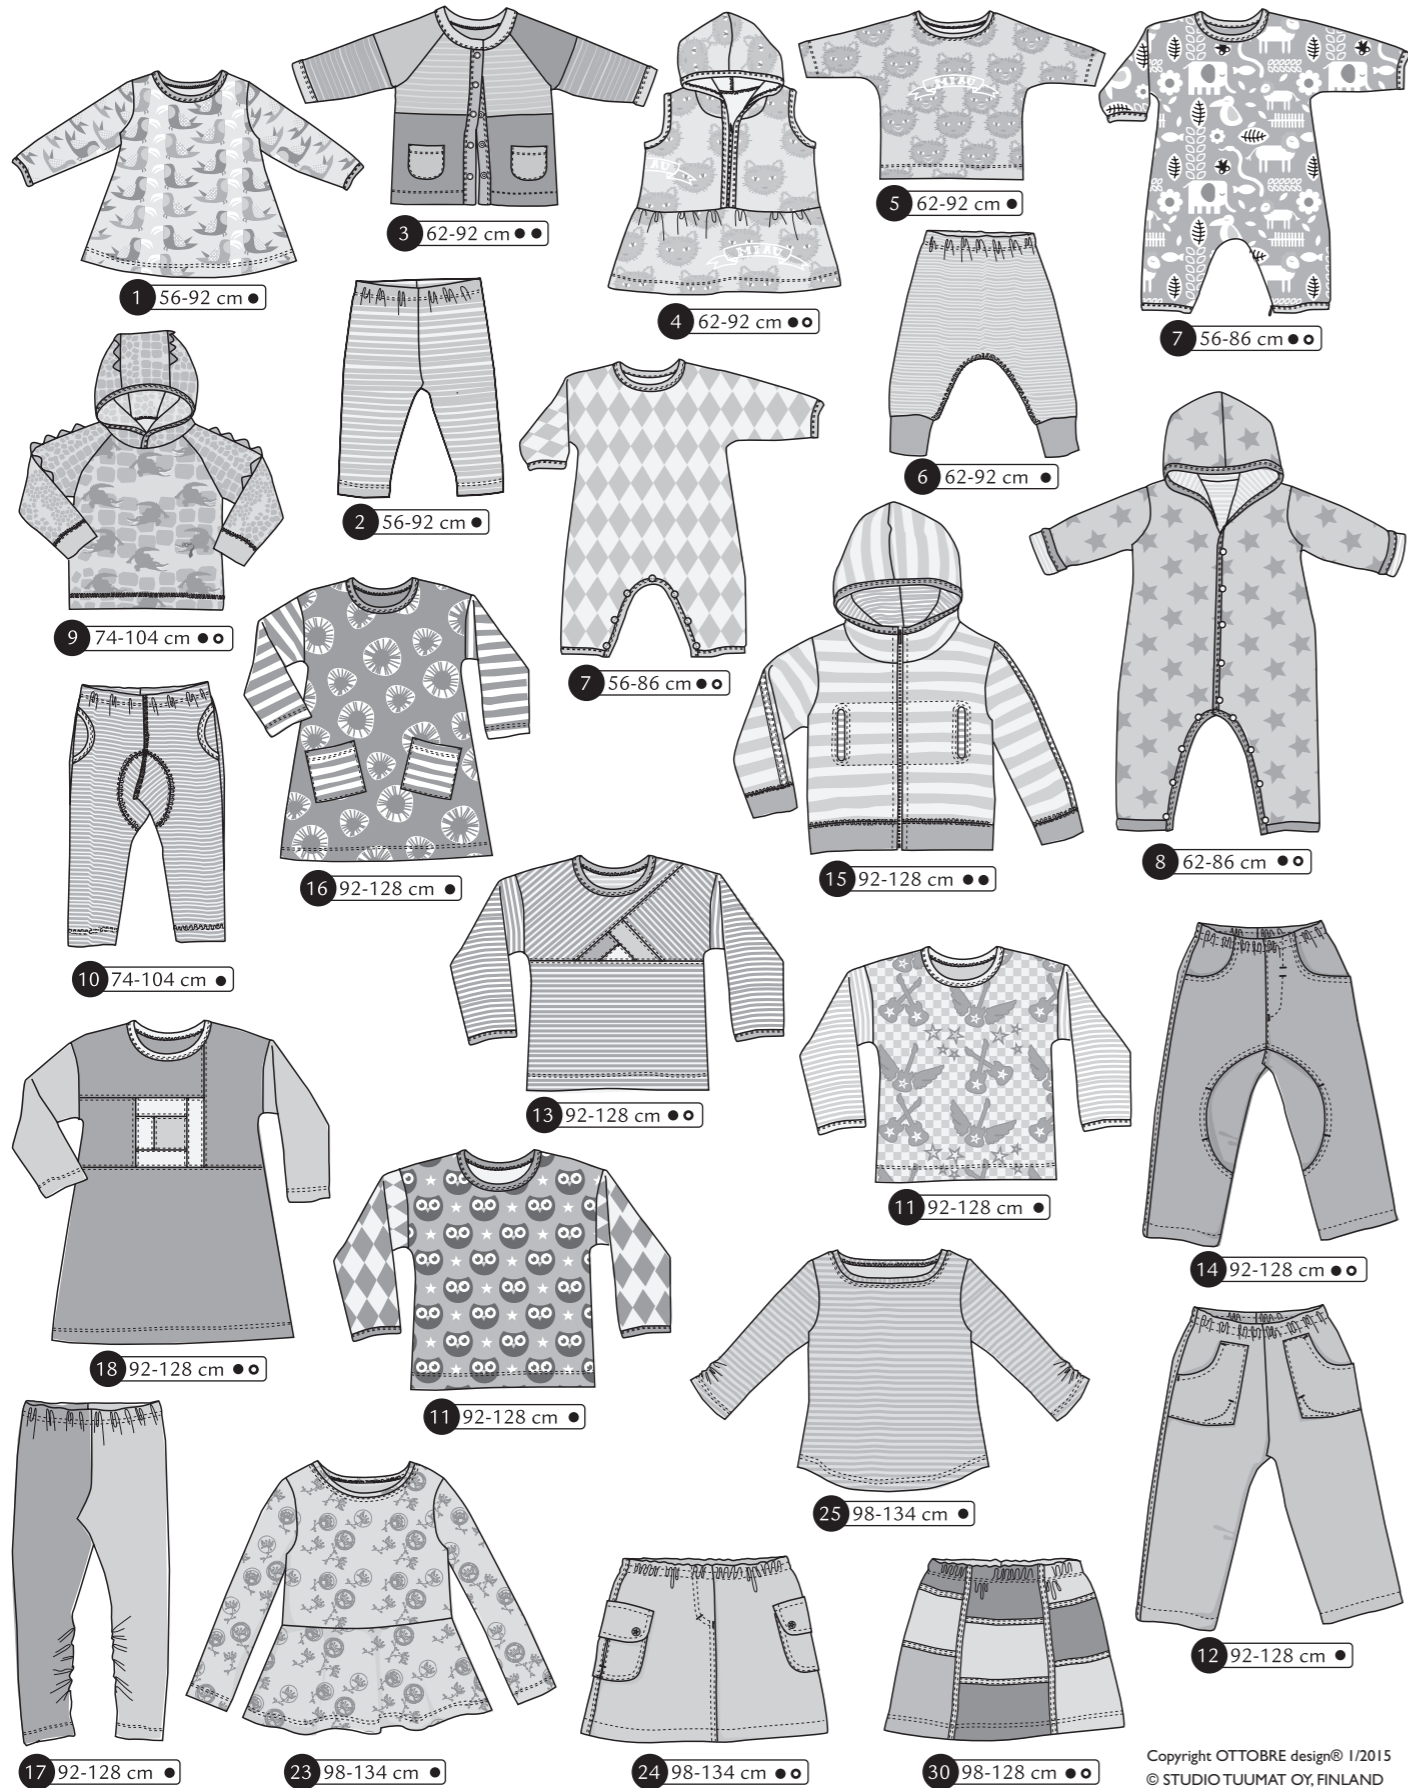 MIAU
AU
MIAU
3 62-92 cm ●●
5 62-92 cm ●
1 56-92 cm ●
4 62-92 cm ●○
7 56-86 cm ●○
2 56-92 cm ●
6 62-92 cm ●
9 74-104 cm ●○
7 56-86 cm ●○
16 92-128 cm ●
15 92-128 cm ●●
8 62-86 cm ●○
10 74-104 cm ●
13 92-128 cm ●○
11 92-128 cm ●
14 92-128 cm ●○
18 92-128 cm ●○
11 92-128 cm ●
25 98-134 cm ●
12 92-128 cm ●
17 92-128 cm ●
23 98-134 cm ●
24 98-134 cm ●○
30 98-128 cm ●○
Copyright OTTOBRE design® 1/2015
© STUDIO TUUMAT OY, FINLAND